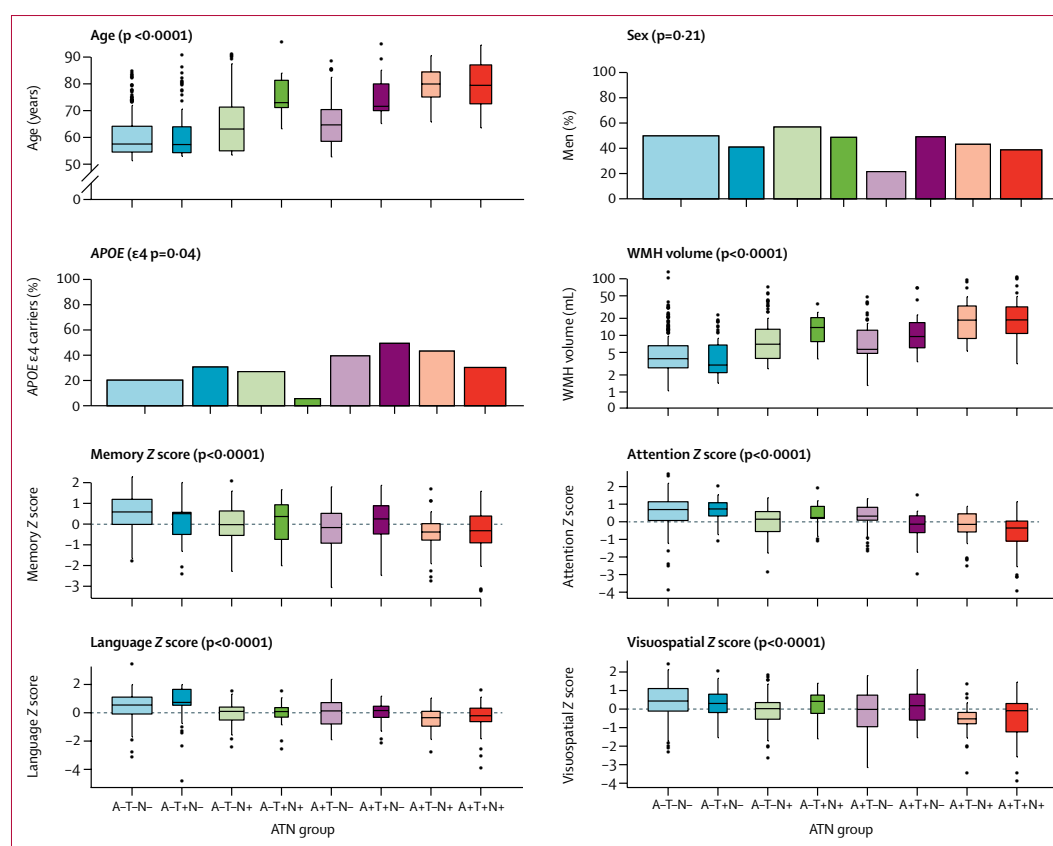 Age (p <0·0001)
Age (years)
90
80
70
60
50
0
Sex (p=0·21)
Men (%)
100
80
60
40
20
0
APOE (ε4 p=0·04)
APOE ε4 carriers (%)
100
80
60
40
20
0
WMH volume (p<0·0001)
WMH volume (mL)
100
50
20
10
5
2
1
0
Memory Z score (p<0·0001)
Memory Z score
2
1
0
−1
−2
−3
Attention Z score (p<0·0001)
Attention Z score
2
1
0
−1
−2
−3
−4
Language Z score (p<0·0001)
Language Z score
2
0
−2
−4
A−T−N− A−T+N− A−T−N+ A−T+N+ A+T−N− A+T+N− A+T−N+ A+T+N+
ATN group
Visuospatial Z score (p<0·0001)
Visuospatial Z score
2
1
0
−1
−2
−3
−4
A−T−N− A−T+N− A−T−N+ A−T+N+ A+T−N− A+T+N− A+T−N+ A+T+N+
ATN group